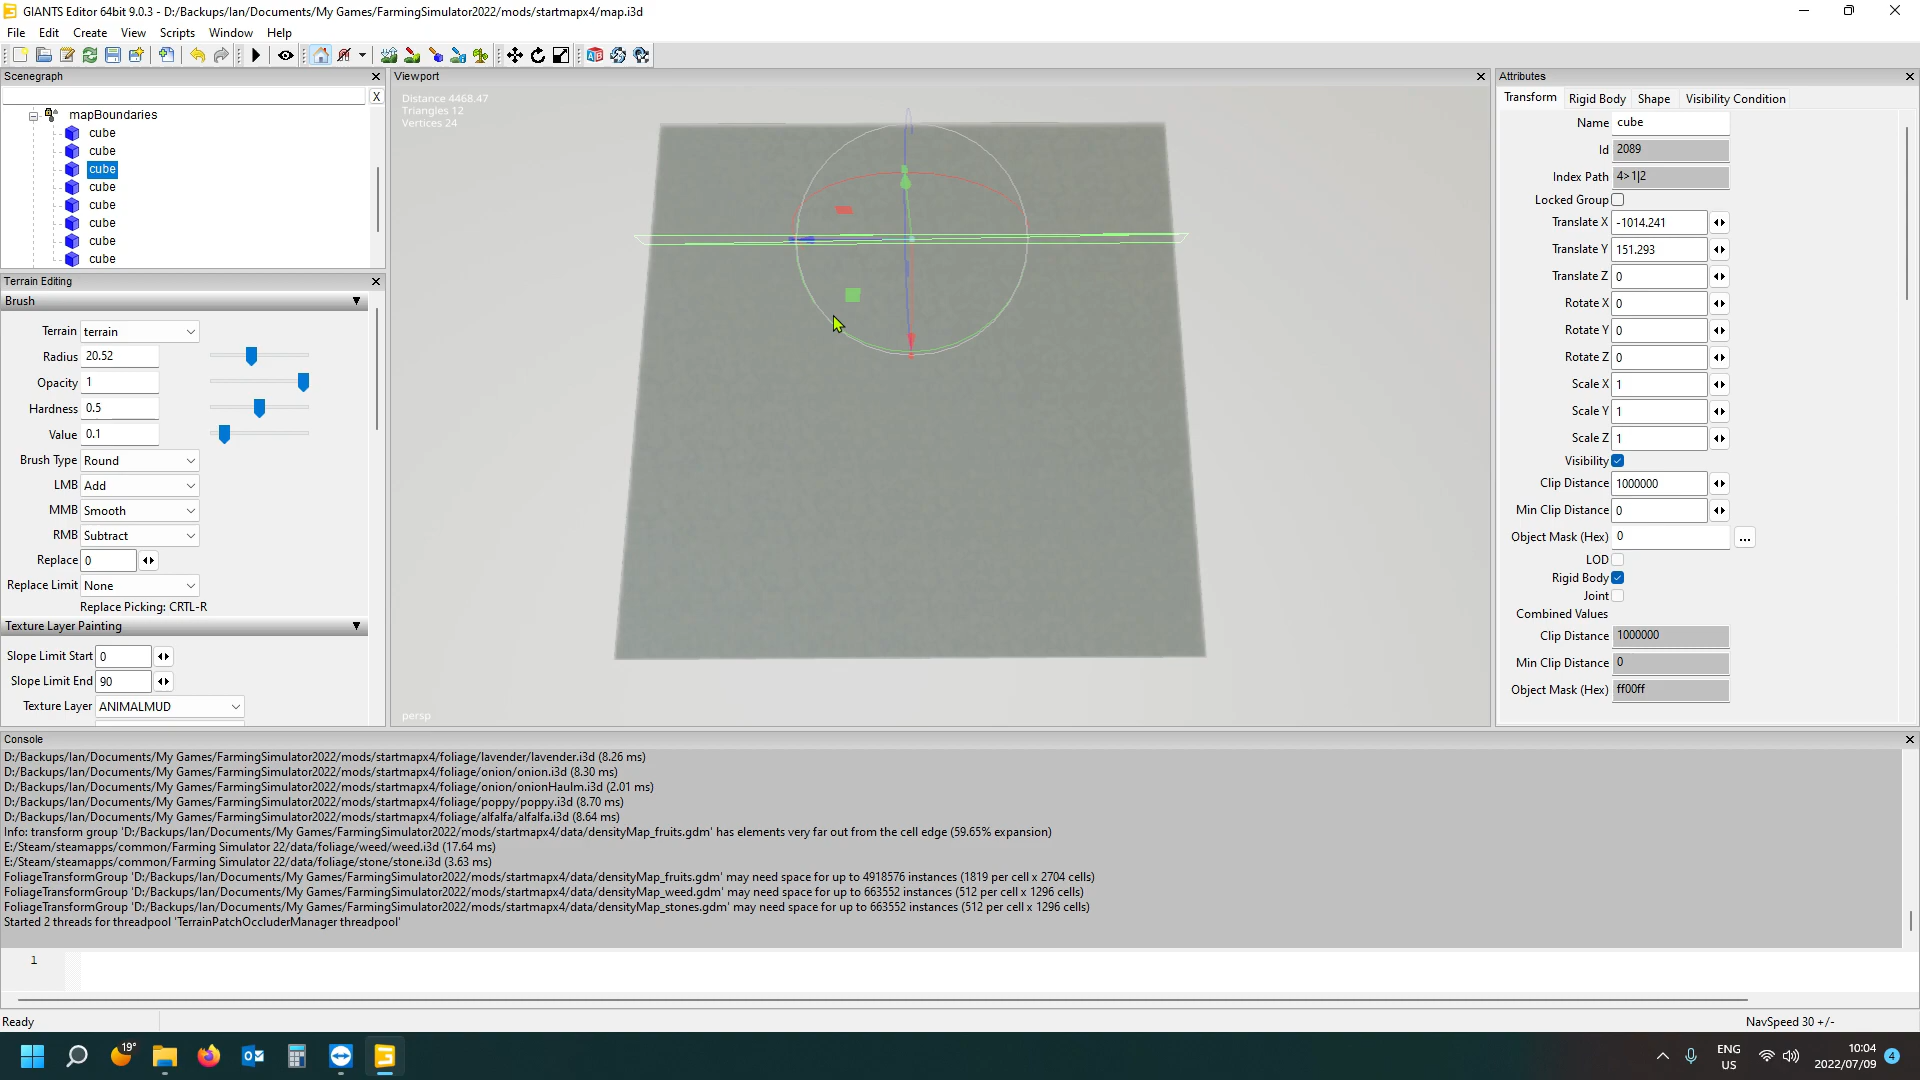 GIANTS Editor 64bit 9.0.3 - D:/Backups/Ian/Documents/My Games/FarmingSimulator2022/mods/startmapx4/map.i3d
File Edit Create View Scripts Window Help
Scenegraph
X
mapBoundaries
cube
cube
cube
cube
cube
cube
cube
cube
Terrain Editing
Brush
Terrain terrain
Radius 20.52
Opacity 1
Hardness 0.5
Value 0.1
Brush Type Round
LMB Add
MMB Smooth
RMB Subtract
Replace 0
Replace Limit None
Replace Picking: CRTL-R
Texture Layer Painting
Slope Limit Start 0
Slope Limit End 90
Texture Layer ANIMALMUD
Viewport
Distance 4468.47
Triangles 12
Vertices 24
persp
Attributes
Transform Rigid Body Shape Visibility Condition
Name cube
Id 2089
Index Path 4>1|2
Locked Group
Translate X -1014.241
Translate Y 151.293
Translate Z 0
Rotate X 0
Rotate Y 0
Rotate Z 0
Scale X 1
Scale Y 1
Scale Z 1
Visibility
Clip Distance 1000000
Min Clip Distance 0
Object Mask (Hex) 0 ...
LOD
Rigid Body
Joint
Combined Values
Clip Distance 1000000
Min Clip Distance 0
Object Mask (Hex) ff00ff
Console
D:/Backups/Ian/Documents/My Games/FarmingSimulator2022/mods/startmapx4/foliage/lavender/lavender.i3d (8.26 ms)
D:/Backups/Ian/Documents/My Games/FarmingSimulator2022/mods/startmapx4/foliage/onion/onion.i3d (8.30 ms)
D:/Backups/Ian/Documents/My Games/FarmingSimulator2022/mods/startmapx4/foliage/onion/onionHaulm.i3d (2.01 ms)
D:/Backups/Ian/Documents/My Games/FarmingSimulator2022/mods/startmapx4/foliage/poppy/poppy.i3d (8.70 ms)
D:/Backups/Ian/Documents/My Games/FarmingSimulator2022/mods/startmapx4/foliage/alfalfa/alfalfa.i3d (8.64 ms)
Info: transform group 'D:/Backups/Ian/Documents/My Games/FarmingSimulator2022/mods/startmapx4/data/densityMap_fruits.gdm' has elements very far out from the cell edge (59.65% expansion)
E:/Steam/steamapps/common/Farming Simulator 22/data/foliage/weed/weed.i3d (17.64 ms)
E:/Steam/steamapps/common/Farming Simulator 22/data/foliage/stone/stone.i3d (3.63 ms)
FoliageTransformGroup 'D:/Backups/Ian/Documents/My Games/FarmingSimulator2022/mods/startmapx4/data/densityMap_fruits.gdm' may need space for up to 4918576 instances (1819 per cell x 2704 cells)
FoliageTransformGroup 'D:/Backups/Ian/Documents/My Games/FarmingSimulator2022/mods/startmapx4/data/densityMap_weed.gdm' may need space for up to 663552 instances (512 per cell x 1296 cells)
FoliageTransformGroup 'D:/Backups/Ian/Documents/My Games/FarmingSimulator2022/mods/startmapx4/data/densityMap_stones.gdm' may need space for up to 663552 instances (512 per cell x 1296 cells)
Started 2 threads for threadpool 'TerrainPatchOccluderManager threadpool'
1
Ready
NavSpeed 30 +/-
19°
ENG
US
10:04
2022/07/09
4